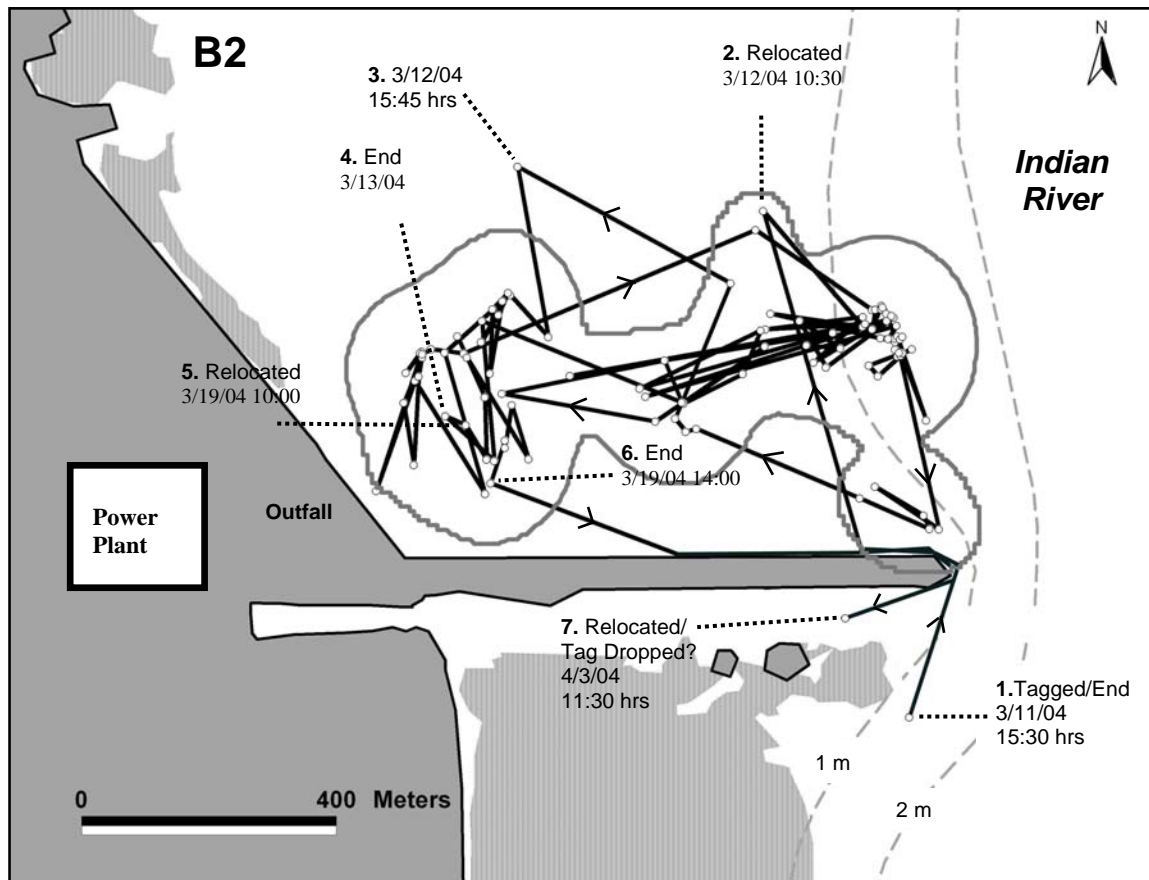 B2
2. Relocated
3/12/04 10:30
N
3. 3/12/04
15:45 hrs
4. End
3/13/04
Indian
River
5. Relocated
3/19/04 10:00
6. End
3/19/04 14:00
Outfall
Power
Plant
7. Relocated/
Tag Dropped?
4/3/04
11:30 hrs
1.Tagged/End
3/11/04
15:30 hrs
1 m
2 m
0 400 Meters